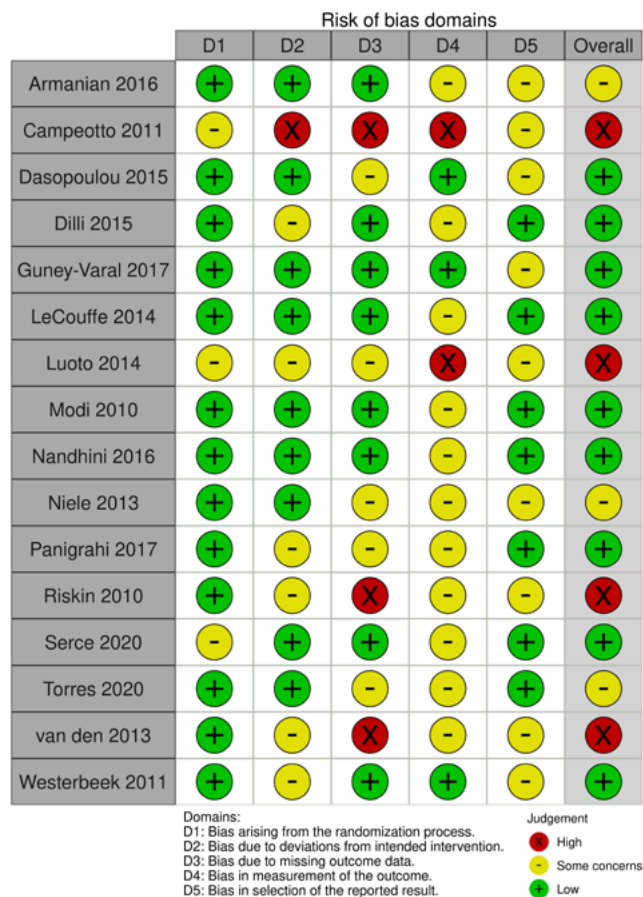 Risk of bias domains
D1 D2 D3 D4 D5 Overall
Armanian 2016 + + + - - -
Campeotto 2011 - X X X - X
Dasopoulou 2015 + + - + - +
Dilli 2015 + - + - + +
Guney-Varal 2017 + + + + - +
LeCouffe 2014 + + + - + +
Luoto 2014 - - - X - X
Modi 2010 + + + - + +
Nandhini 2016 + + + - + +
Niele 2013 + + - - - -
Panigrahi 2017 + - - - + +
Riskin 2010 + - X - - X
Serce 2020 - + + - + +
Torres 2020 + + - - + -
van den 2013 + - X - - X
Westerbeek 2011 + - + + - +
Domains:
D1: Bias arising from the randomization process.
D2: Bias due to deviations from intended intervention.
D3: Bias due to missing outcome data.
D4: Bias in measurement of the outcome.
D5: Bias in selection of the reported result.
Judgement
X High
- Some concerns
+ Low